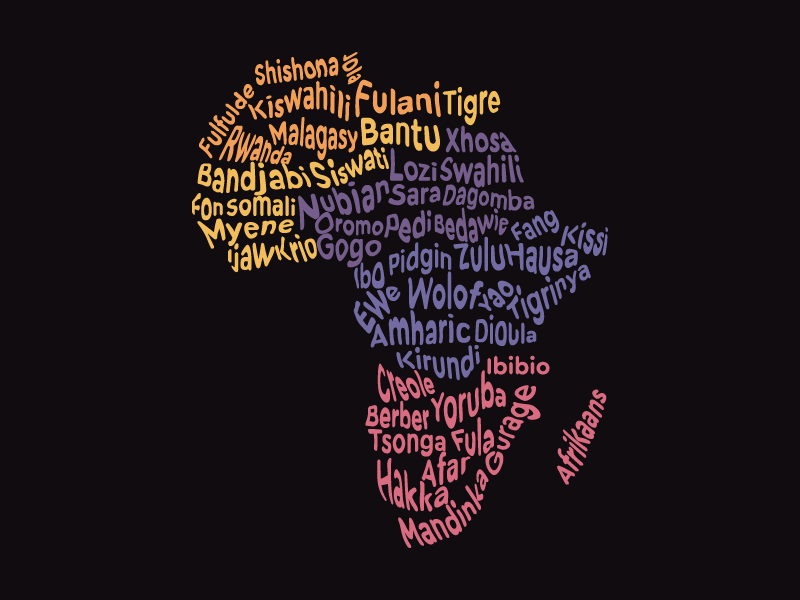 Shishona
Jola
Kiswahili
Fulani
Tigre
Fulfulde
Rwanda
Malagasy
Bantu
Xhosa
Bandjabi
Siswati
Lozi
Swahili
Fon
somali
Nubian
Sara
Dagomba
Myene
Oromo
Pedi
Bedawie
Fang
Kissi
Ijaw
Krio
Gogo
Ibo
Pidgin
Zulu
Hausa
Ewe
Wolof
Yao
Tigrinya
Amharic
Dioula
Kirundi
Ibibio
Creole
Berber
Yoruba
Gurage
Tsonga
Fula
Afrikaans
Hakka
Afar
Mandinka